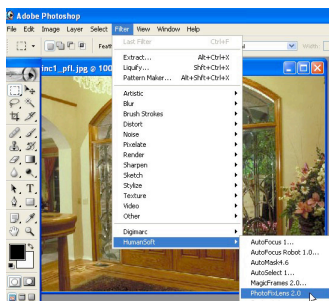 Adobe Photoshop
File Edit Image Layer Select Filter View Window Help
Last Filter Ctrl+F
Extract... Alt+Ctrl+X
Liquify... Shft+Ctrl+X
Pattern Maker... Alt+Shft+Ctrl+X
Artistic
Blur
Brush Strokes
Distort
Noise
Pixelate
Render
Sharpen
Sketch
Stylize
Texture
Video
Other
Digimarc
HumanSoft
Feat
Width:
inc1_pfl.jpg @ 100
AutoFocus 1...
AutoFocus Robot 1.0...
AutoMask4.6
AutoSelect 1...
MagicFrames 2.0...
PhotoFixLens 2.0